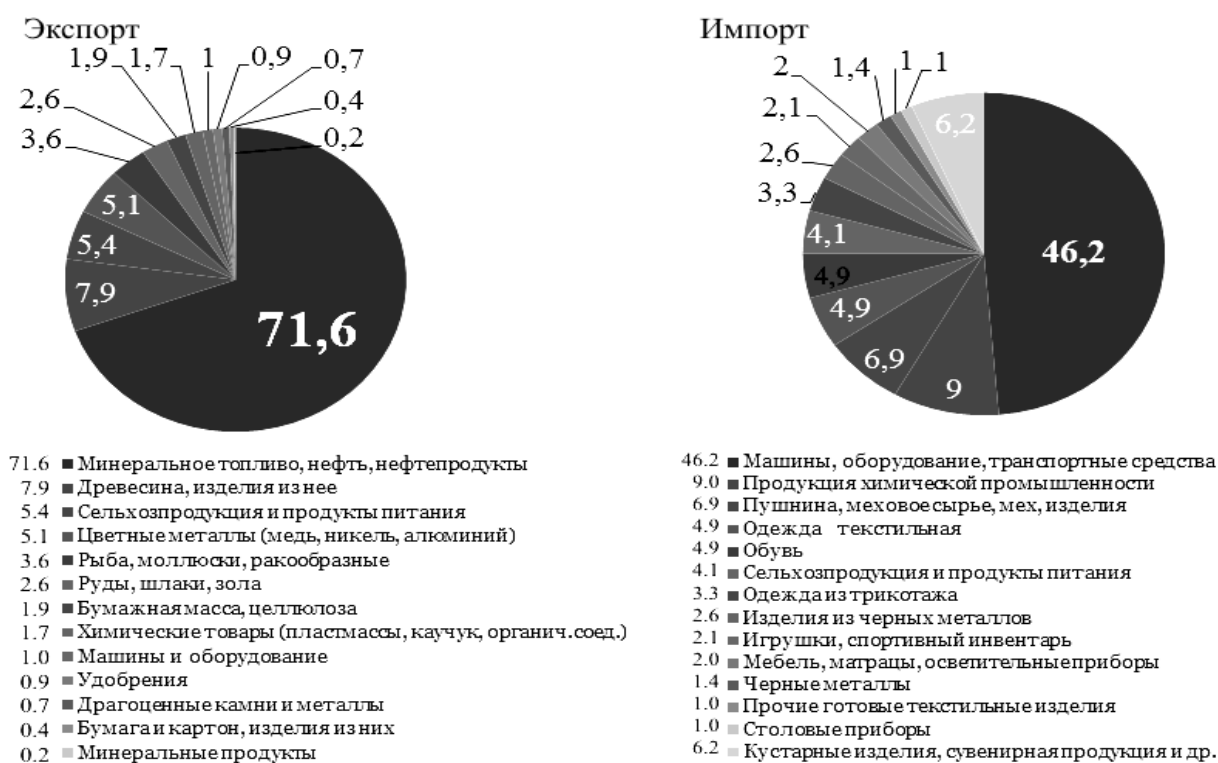 Экспорт
1,9
1,7
1
0,9
0,7
2,6
0,4
3,6
0,2
5,1
5,4
7,9
71,6
71.6 Минеральное топливо, нефть, нефтепродукты
7.9 Древесина, изделия из нее
5.4 Сельхозпродукция и продукты питания
5.1 Цветные металлы (медь, никель, алюминий)
3.6 Рыба, моллюски, ракообразные
2.6 Руды, шлаки, зола
1.9 Бумажная масса, целлюлоза
1.7 Химические товары (пластмассы, каучук, органич.соед.)
1.0 Машины и оборудование
0.9 Удобрения
0.7 Драгоценные камни и металлы
0.4 Бумага и картон, изделия из них
0.2 Минеральные продукты
Импорт
2
1,4
1
1
2,1
6,2
2,6
3,3
4,1
46,2
4,9
4,9
6,9
9
46.2 Машины, оборудование, транспортные средства
9.0 Продукция химической промышленности
6.9 Пушнина, меховое сырье, мех, изделия
4.9 Одежда текстильная
4.9 Обувь
4.1 Сельхозпродукция и продукты питания
3.3 Одежда из трикотажа
2.6 Изделия из черных металлов
2.1 Игрушки, спортивный инвентарь
2.0 Мебель, матрацы, осветительные приборы
1.4 Черные металлы
1.0 Прочие готовые текстильные изделия
1.0 Столовые приборы
6.2 Кустарные изделия, сувенирная продукция и др.